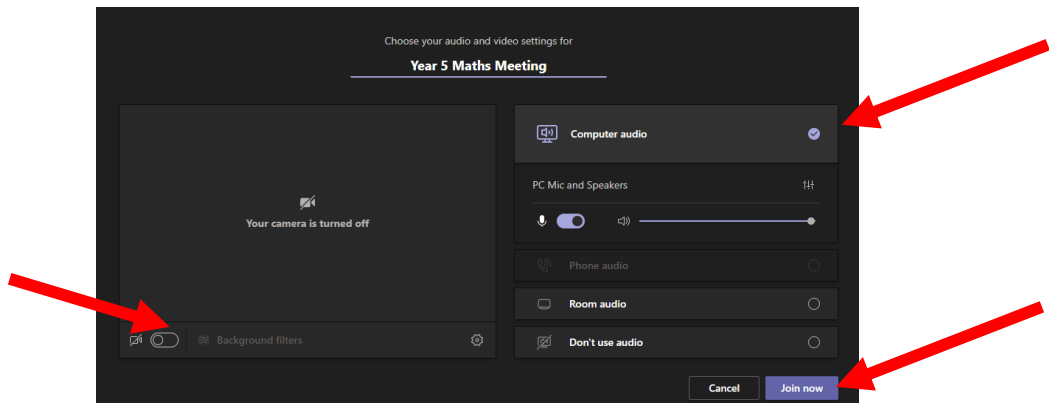 Choose your audio and video settings for
Year 5 Maths Meeting
Your camera is turned off
Background filters
Computer audio
PC Mic and Speakers
Phone audio
Room audio
Don't use audio
Cancel
Join now